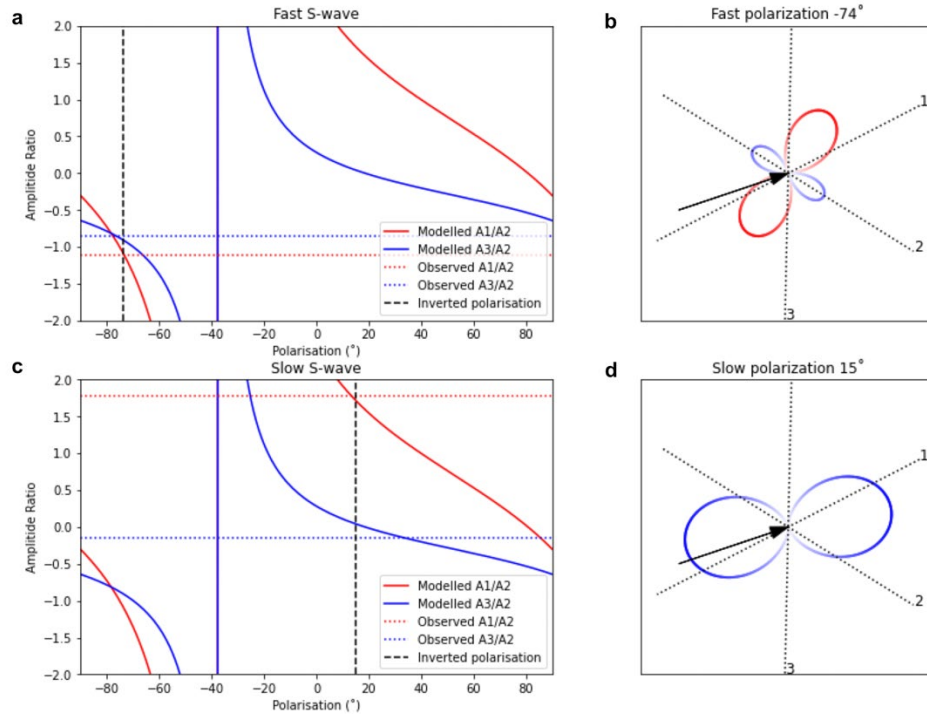 a
Fast S-wave
2.0
1.5
1.0
0.5
0.0
−0.5
−1.0
−1.5
−2.0
Amplitide Ratio
Modelled A1/A2
Modelled A3/A2
Observed A1/A2
Observed A3/A2
Inverted polarisation
−80 −60 −40 −20 0 20 40 60 80
Polarisation (˚)
b
Fast polarization -74˚
1
2
3
c
Slow S-wave
2.0
1.5
1.0
0.5
0.0
−0.5
−1.0
−1.5
−2.0
Amplitide Ratio
Modelled A1/A2
Modelled A3/A2
Observed A1/A2
Observed A3/A2
Inverted polarisation
−80 −60 −40 −20 0 20 40 60 80
Polarisation (˚)
d
Slow polarization 15˚
1
2
3